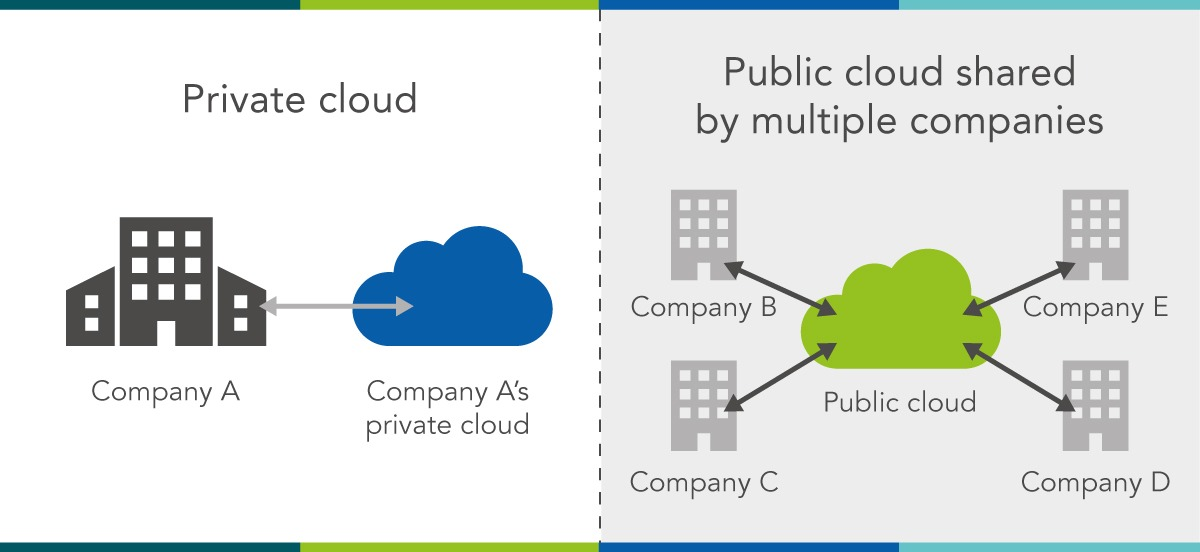 Private cloud
Company A
Company A’s
private cloud
Public cloud shared
by multiple companies
Company B
Company E
Public cloud
Company C
Company D